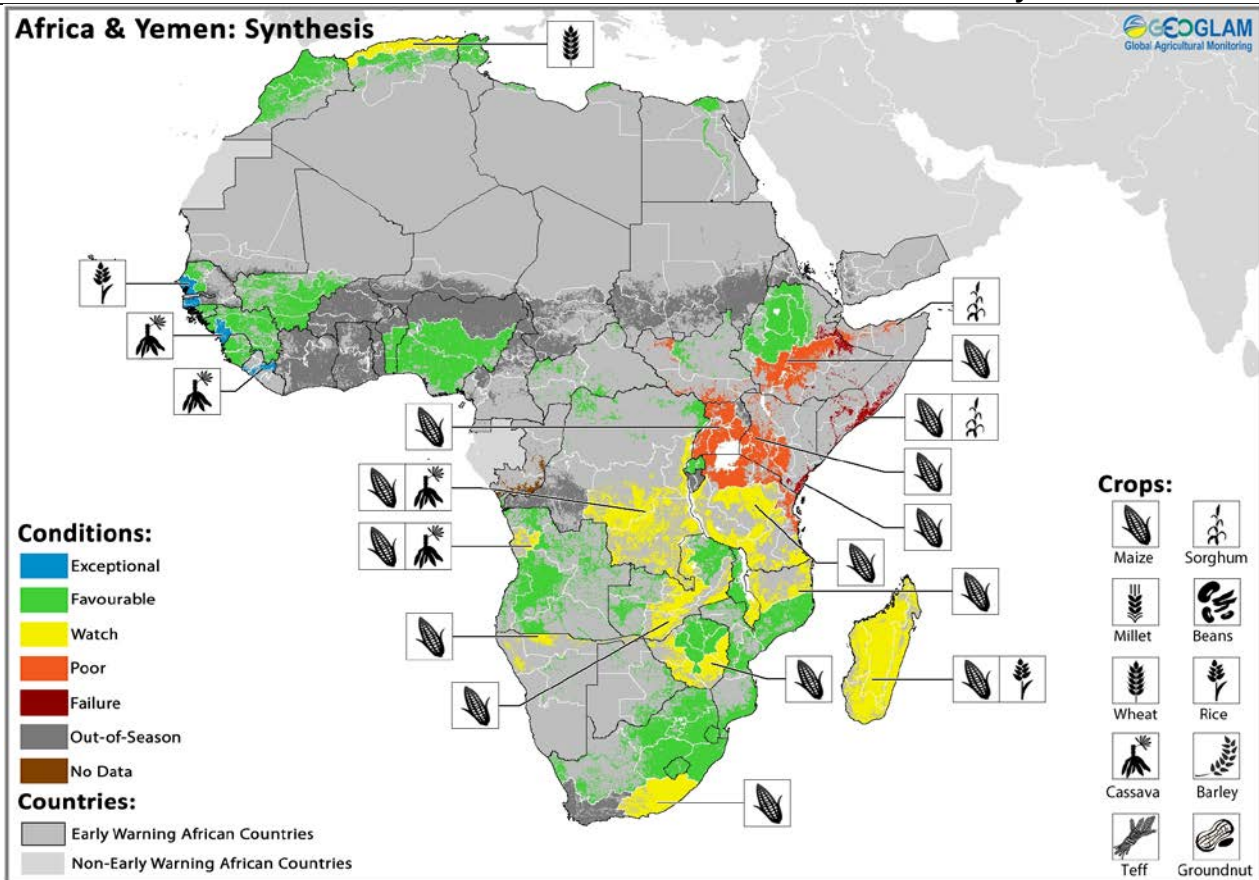 Africa & Yemen: Synthesis
GEOGLAM
Global Agricultural Monitoring
Conditions:
Exceptional
Favourable
Watch
Poor
Failure
Out-of-Season
No Data
Countries:
Early Warning African Countries
Non-Early Warning African Countries
Crops:
Maize
Sorghum
Millet
Beans
Wheat
Rice
Cassava
Barley
Teff
Groundnut